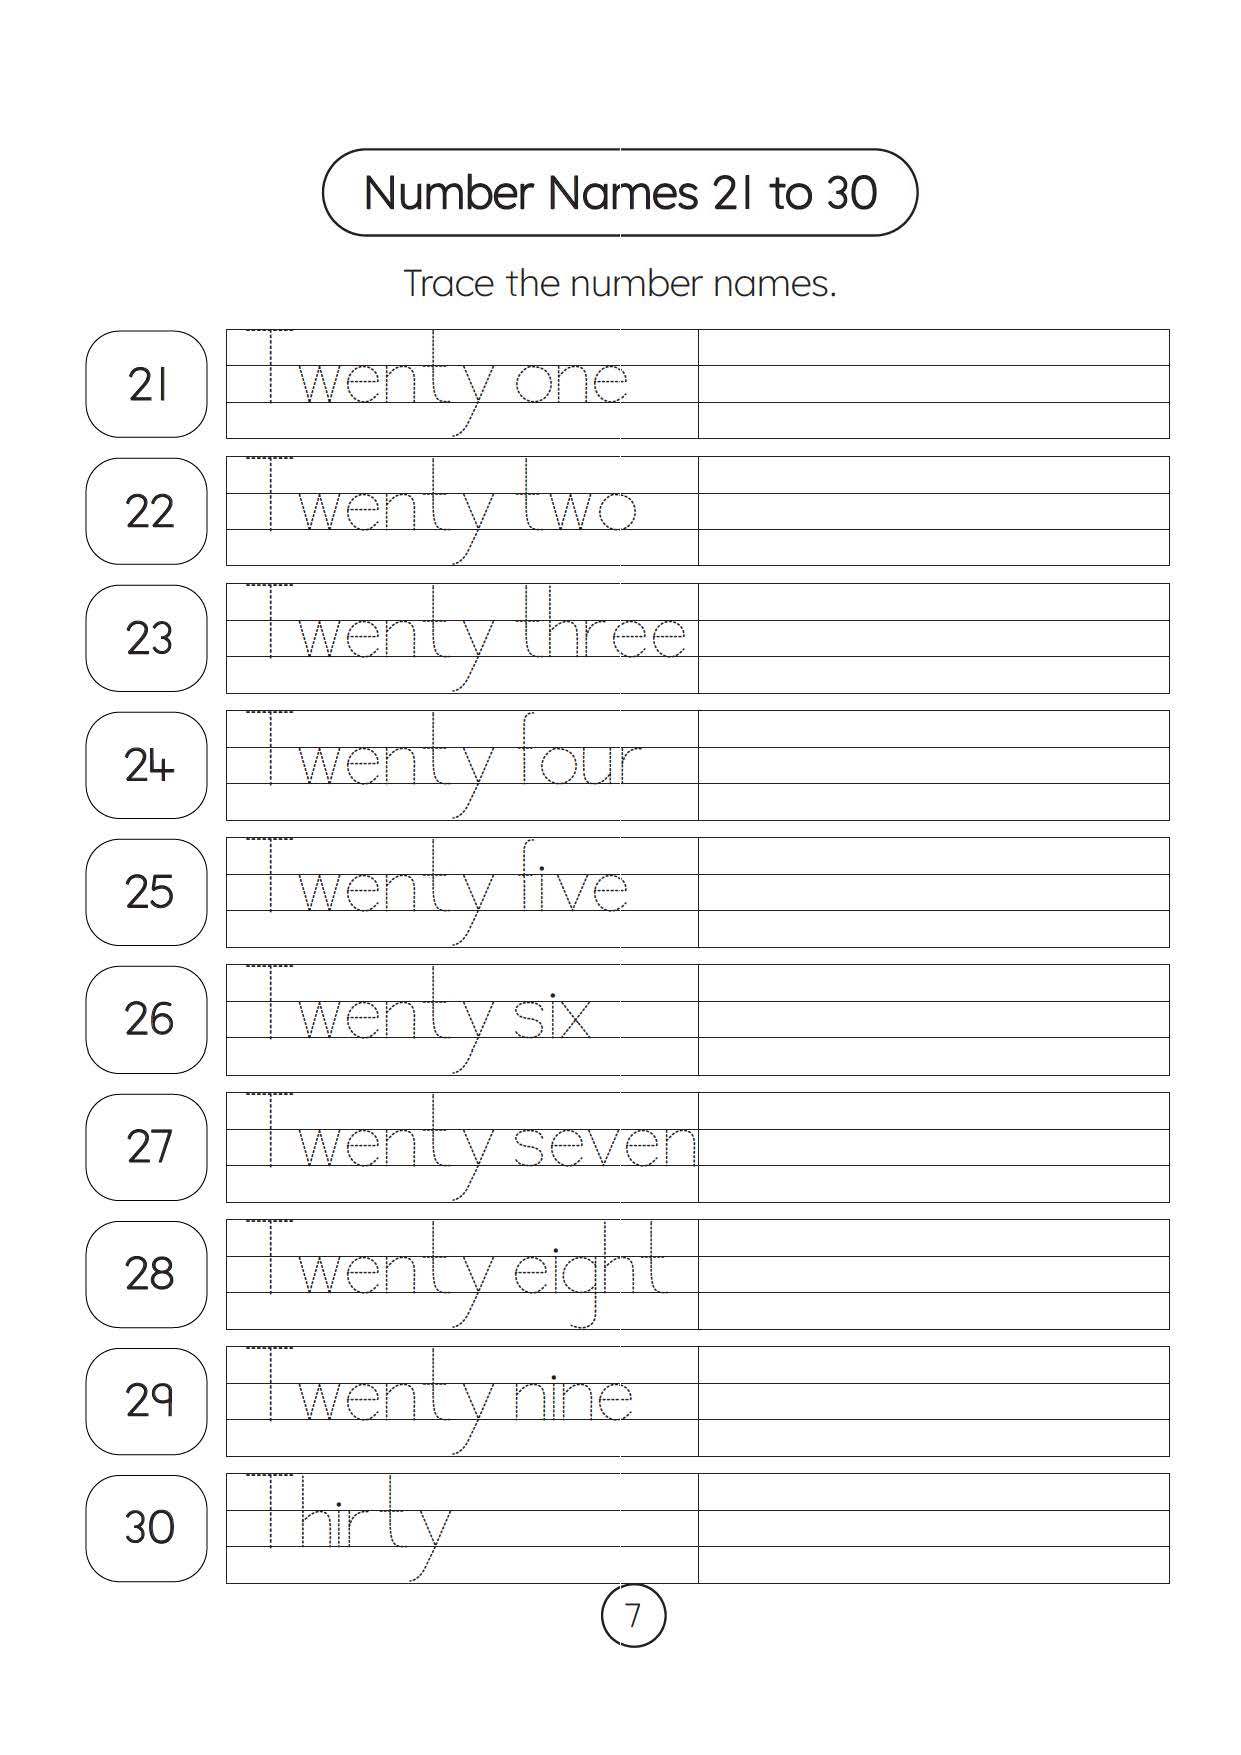 Number Names 21 to 30
Trace the number names.
21 Twenty one
22 Twenty two
23 Twenty three
24 Twenty four
25 Twenty five
26 Twenty six
27 Twenty seven
28 Twenty eight
29 Twenty nine
30 Thirty
7